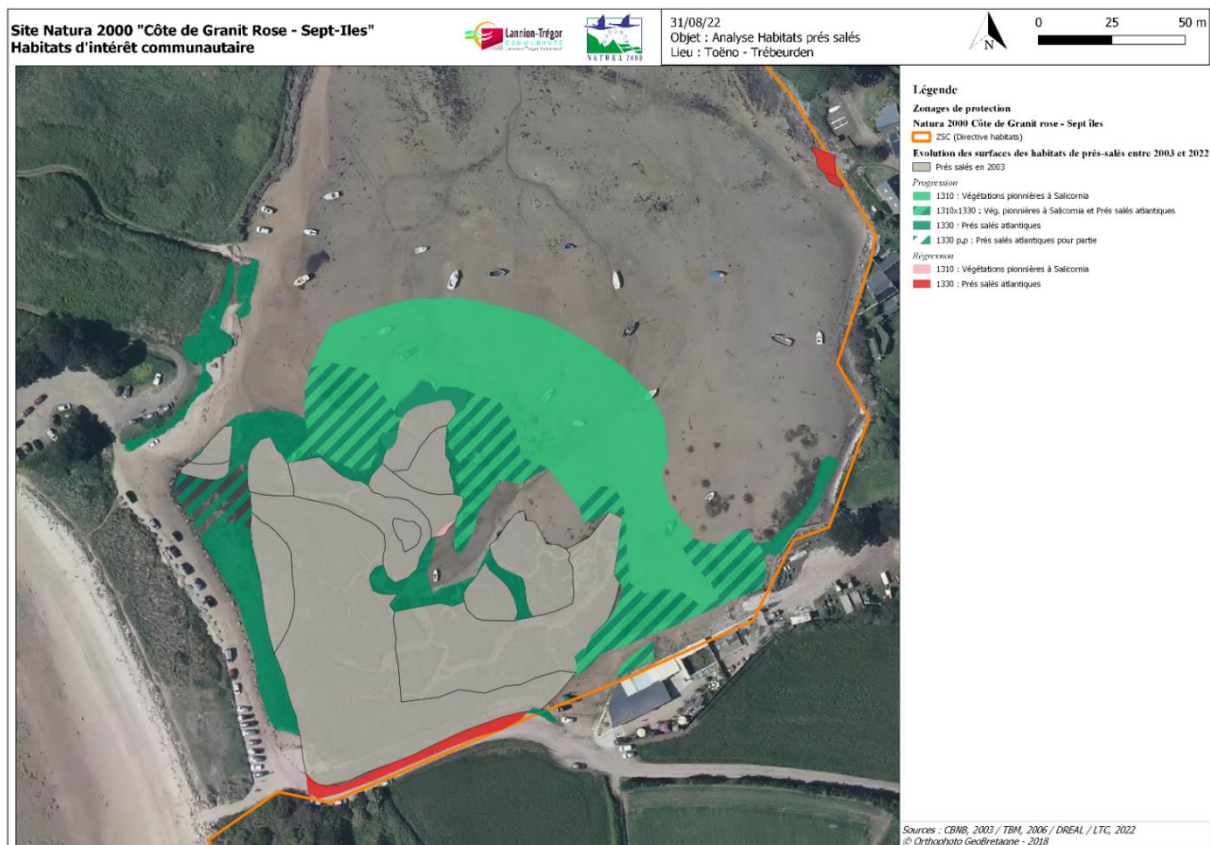 Site Natura 2000 "Côte de Granit Rose - Sept-Iles"
Habitats d'intérêt communautaire
Lannion-Trégor
COMMUNAUTÉ
NATURA 2000
31/08/22
Objet : Analyse Habitats prés salés
Lieu : Toëno - Trébeurden
N
0 25 50 m
Légende
Zonages de protection
Natura 2000 Côte de Granit rose - Sept îles
ZSC (Directive habitats)
Evolution des surfaces des habitats de prés-salés entre 2003 et 2022
Prés salés en 2003
Progression
1310 : Végétations pionnières à Salicornia
1310x1330 : Vég. pionnières à Salicornia et Prés salés atlantiques
1330 : Prés salés atlantiques
1330 p.p : Prés salés atlantiques pour partie
Régression
1310 : Végétations pionnières à Salicornia
1330 : Prés salés atlantiques
Sources : CBNB, 2003 / TBM, 2006 / DREAL / LTC, 2022
© Orthophoto GeoBretagne - 2018